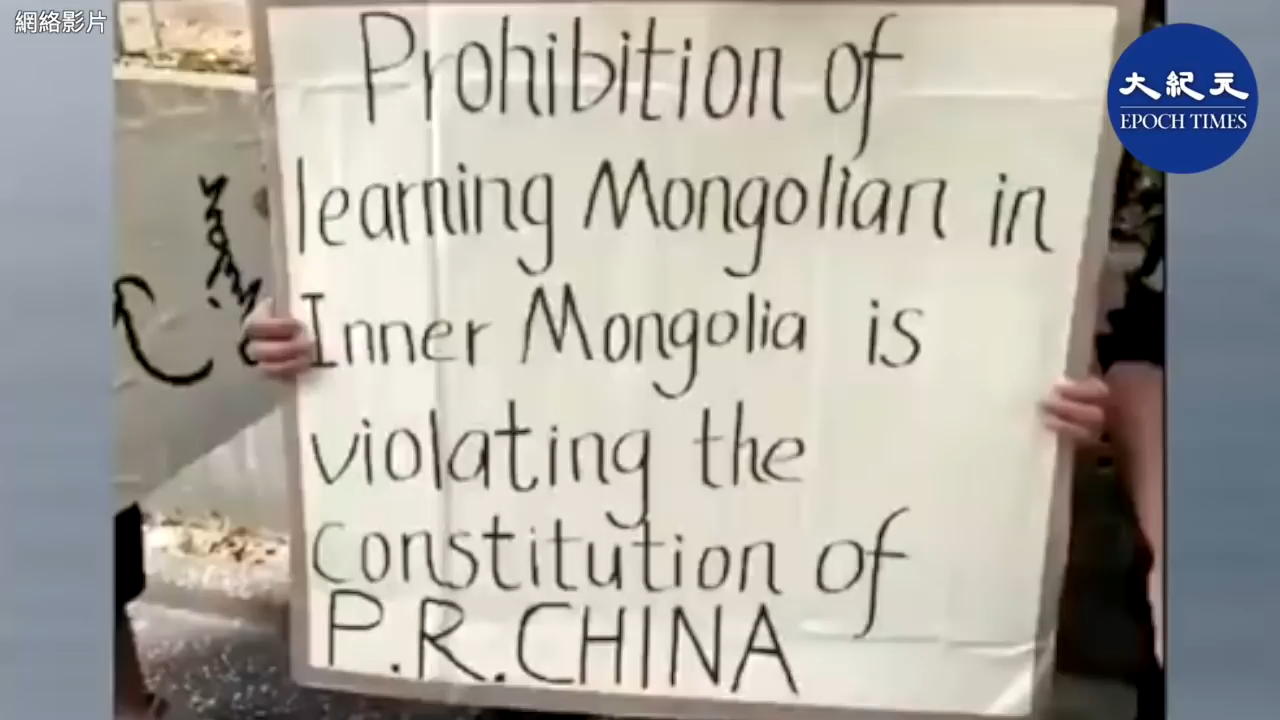 網絡影片
大紀元
EPOCH TIMES
Prohibition of
learning Mongolian in
Inner Mongolia is
violating the
Constitution of
P.R.CHINA